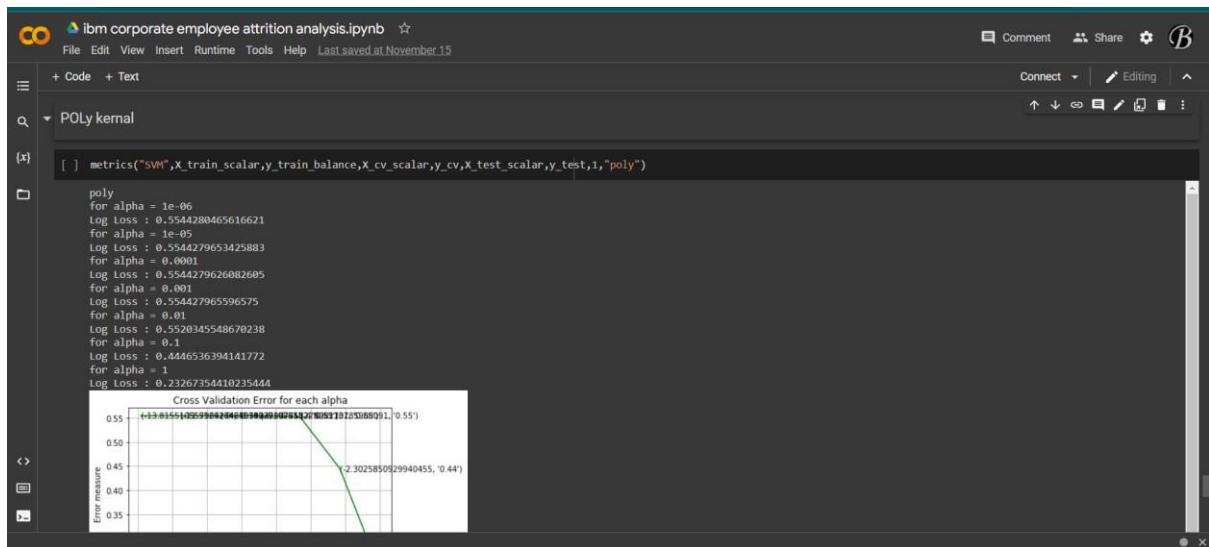 ibm corporate employee attrition analysis.ipynb
File Edit View Insert Runtime Tools Help Last saved at November 15
Comment Share B
+ Code + Text
Connect Editing
POLy kernal
{x}
[ ] metrics("SVM",X_train_scalar,y_train_balance,X_cv_scalar,y_cv,X_test_scalar,y_test,1,"poly")
poly
for alpha = 1e-06
Log Loss : 0.5544280465616621
for alpha = 1e-05
Log Loss : 0.5544279653425883
for alpha = 0.0001
Log Loss : 0.5544279626082605
for alpha = 0.001
Log Loss : 0.554427965596575
for alpha = 0.01
Log Loss : 0.5520345548670238
for alpha = 0.1
Log Loss : 0.4446536394141772
for alpha = 1
Log Loss : 0.23267354410235444
Cross Validation Error for each alpha
0.55 '0.55')
0.50
0.45 (-2.3025850929940455, '0.44')
0.40
0.35
Error measure